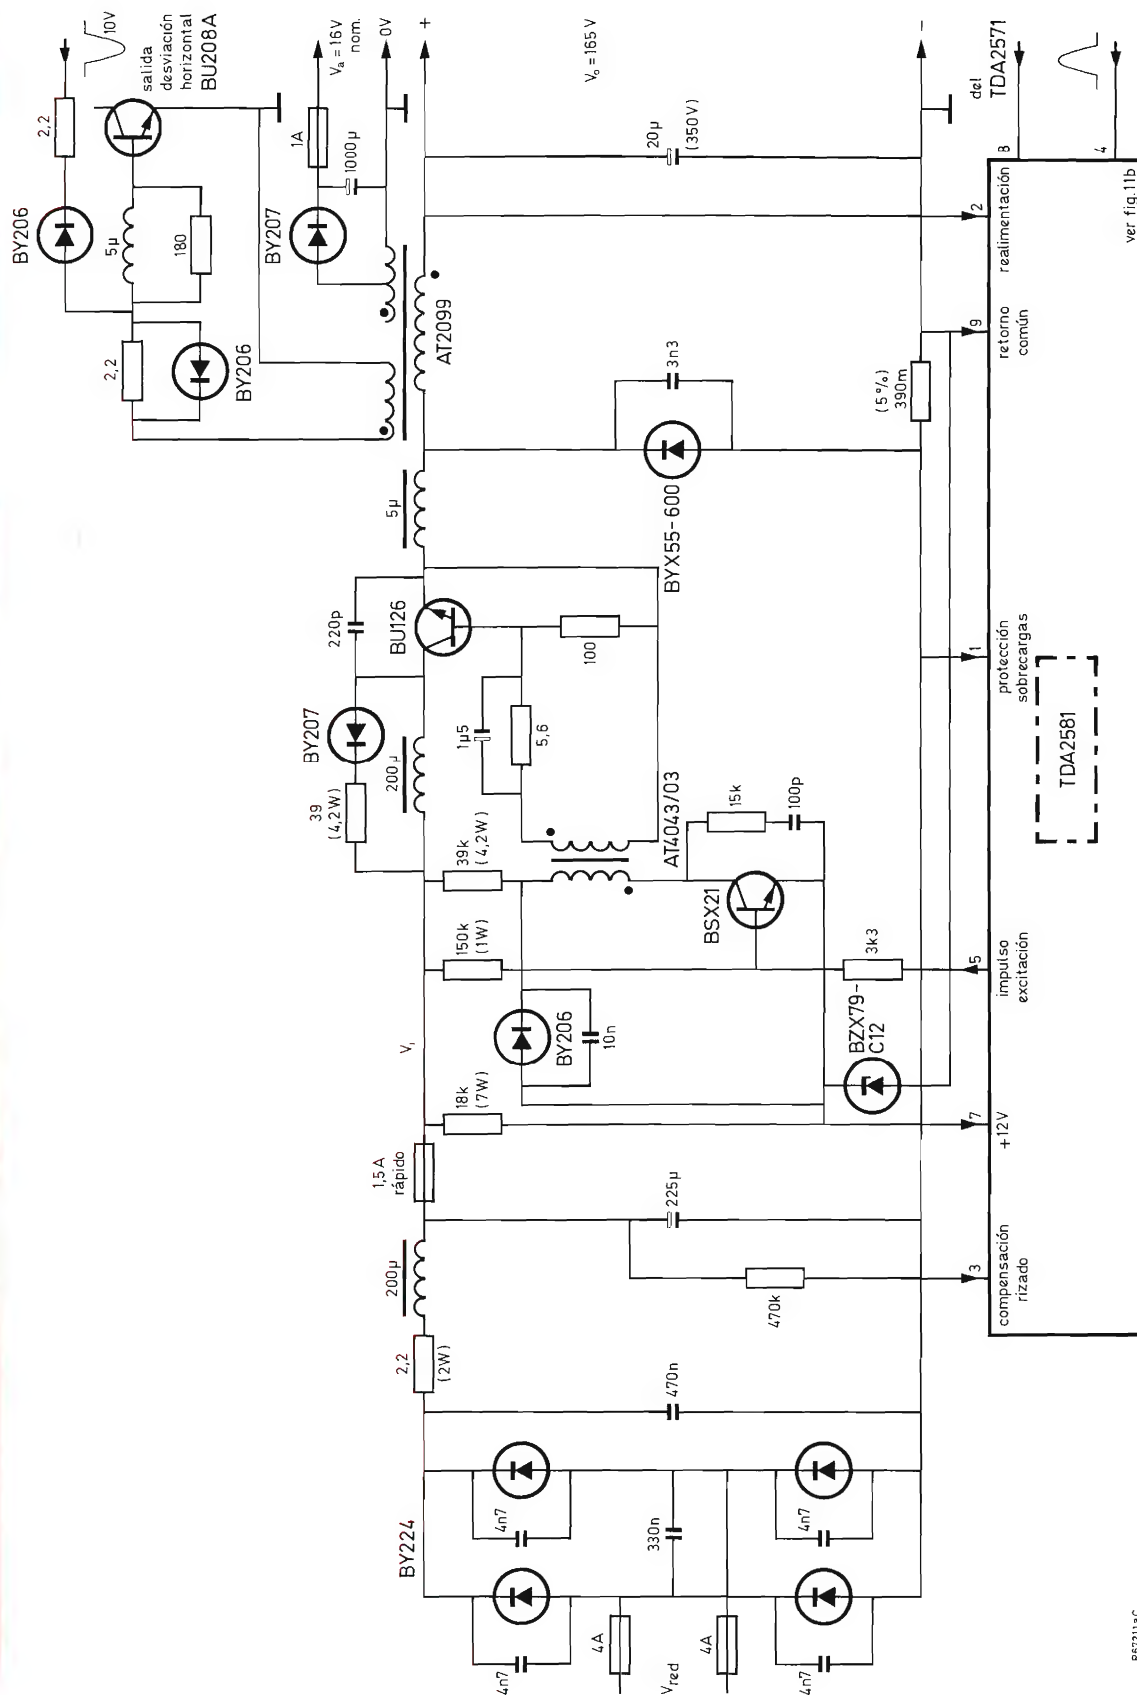 BY206
2,2
10V
salida
desviación
horizontal
BU208A
5µ
180
2,2
BY206
BY207
1A
1000µ
Va = 16V
nom.
0V
AT2099
+
20µ
(350V)
Vo = 165V
-
5µ
3n3
BYX55-600
(5%)
390m
220p
BU126
BY207
39
(4,2W)
200µ
1µ5
5,6
100
39k
(4,2W)
AT4043/03
15k
100p
BSX21
150k
(1W)
3k3
BY206
10n
BZX79-
C12
Vi
18k
(7W)
1,5A
rápido
200µ
225µ
470k
2,2
(2W)
470n
BY224
4n7
4n7
330n
4n7
4n7
4A
4A
Vred
del
TDA2571
8
4
2
realimentación
9
retorno
común
1
protección
sobrecargas
TDA2581
5
impulso
excitación
7
+12V
3
compensación
rizado
ver fig.11b